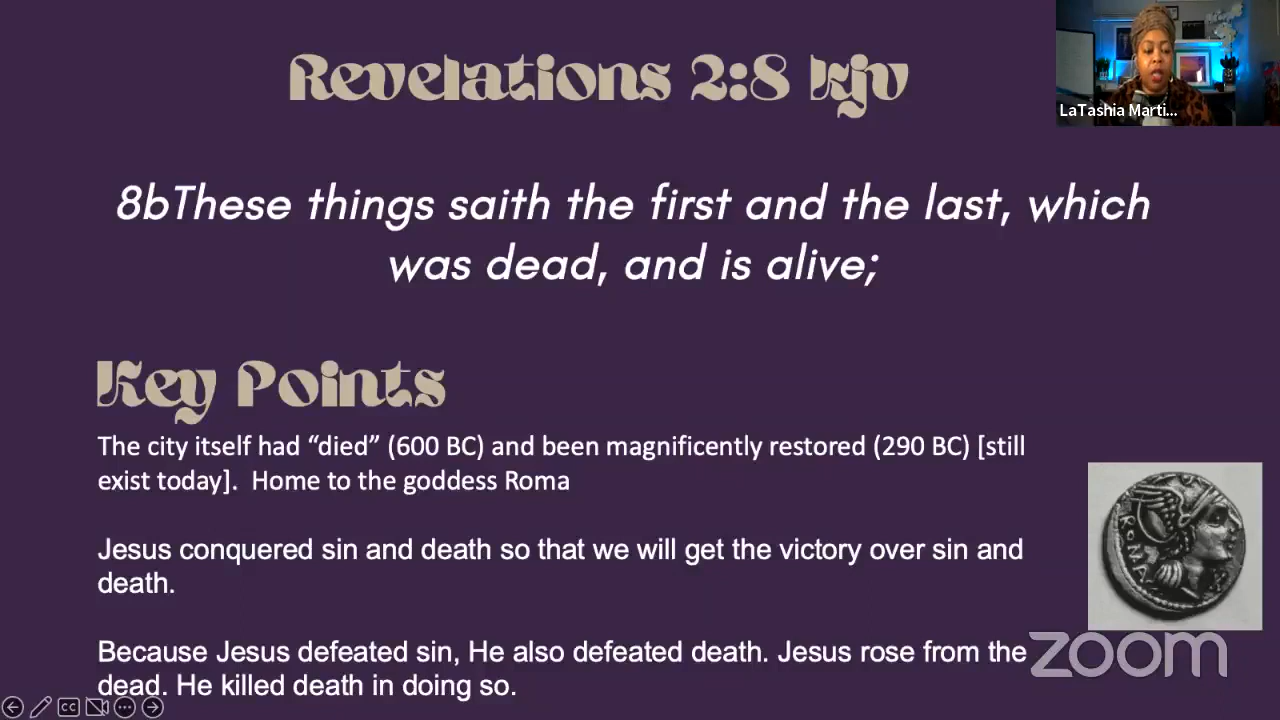 Revelations 2:8 kjv
LaTashia Marti...
8bThese things saith the first and the last, which
was dead, and is alive;
Key Points
The city itself had “died” (600 BC) and been magnificently restored (290 BC) [still
exist today].  Home to the goddess Roma
Jesus conquered sin and death so that we will get the victory over sin and
death.
ROMA
Because Jesus defeated sin, He also defeated death. Jesus rose from the
dead. He killed death in doing so.
zoom
CC